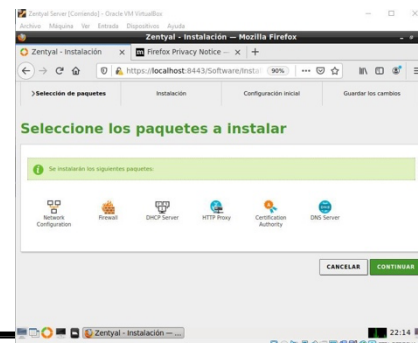 Zentyal Server [Corriendo] - Oracle VM VirtualBox
Archivo Máquina Ver Entrada Dispositivos Ayuda
Zentyal - Instalación — Mozilla Firefox
Zentyal - Instalación
Firefox Privacy Notice —
https://localhost:8443/Software/Insta
90%
Selección de paquetes
Instalación
Configuración inicial
Guardar los cambios
Seleccione los paquetes a instalar
Se instalarán los siguientes paquetes:
Network Configuration
Firewall
DHCP Server
HTTP Proxy
Certification Authority
DNS Server
CANCELAR
CONTINUAR
Zentyal - Instalación — ...
22:14